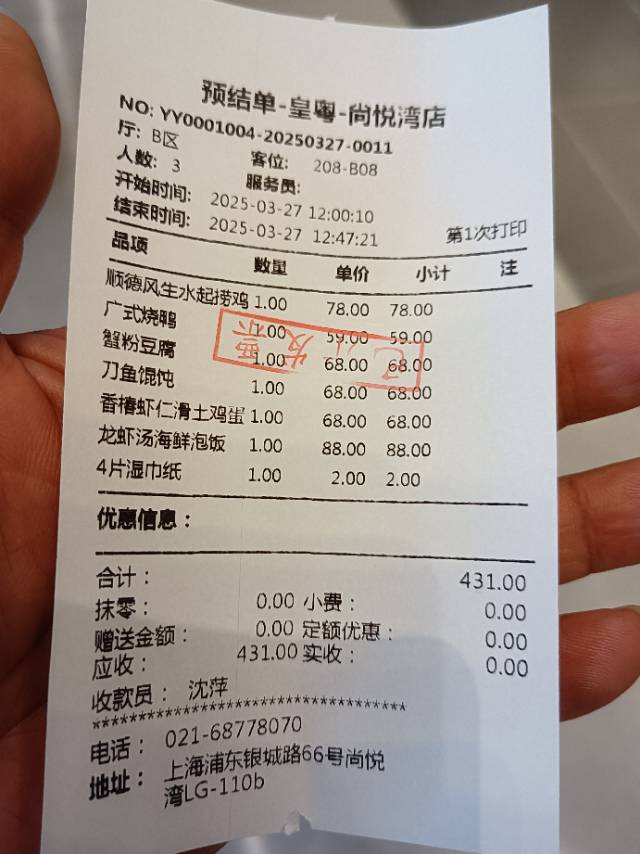 预结单-皇粤-尚悦湾店
NO: YY0001004-20250327-0011
厅: B区 客位: 208-B08
人数: 3 服务员:
开始时间: 2025-03-27 12:00:10
结束时间: 2025-03-27 12:47:21 第1次打印
品项 数量 单价 小计 注
顺德风生水起捞鸡 1.00 78.00 78.00
广式烧鸭 1.00 59.00 59.00
蟹粉豆腐 1.00 68.00 68.00
刀鱼馄饨 1.00 68.00 68.00
香椿虾仁滑土鸡蛋 1.00 68.00 68.00
龙虾汤海鲜泡饭 1.00 88.00 88.00
4片湿巾纸 1.00 2.00 2.00
已 发票
优惠信息:
合计: 431.00
抹零: 0.00 小费: 0.00
赠送金额: 0.00 定额优惠: 0.00
应收: 431.00 实收: 0.00
收款员: 沈萍
************************************
电话: 021-68778070
地址: 上海浦东银城路66号尚悦
湾LG-110b